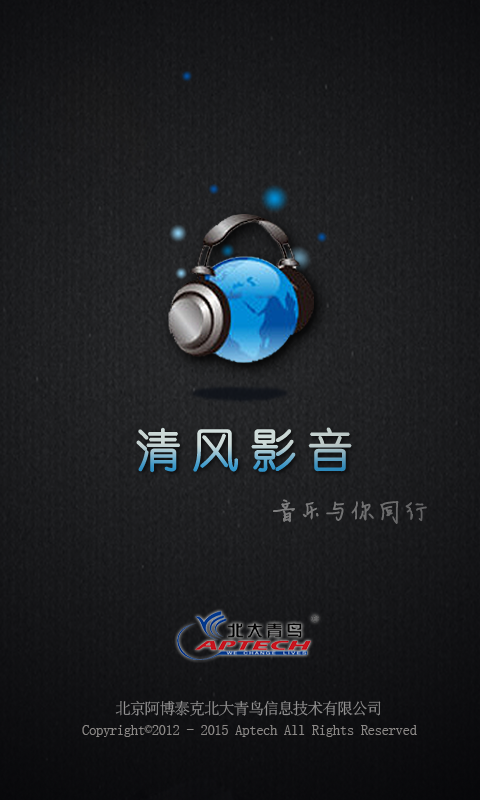 清风影音
音乐与你同行
北大青鸟
APTECH
WE CHANGE LIVES
北京阿博泰克北大青鸟信息技术有限公司
Copyright©2012 - 2015 Aptech All Rights Reserved